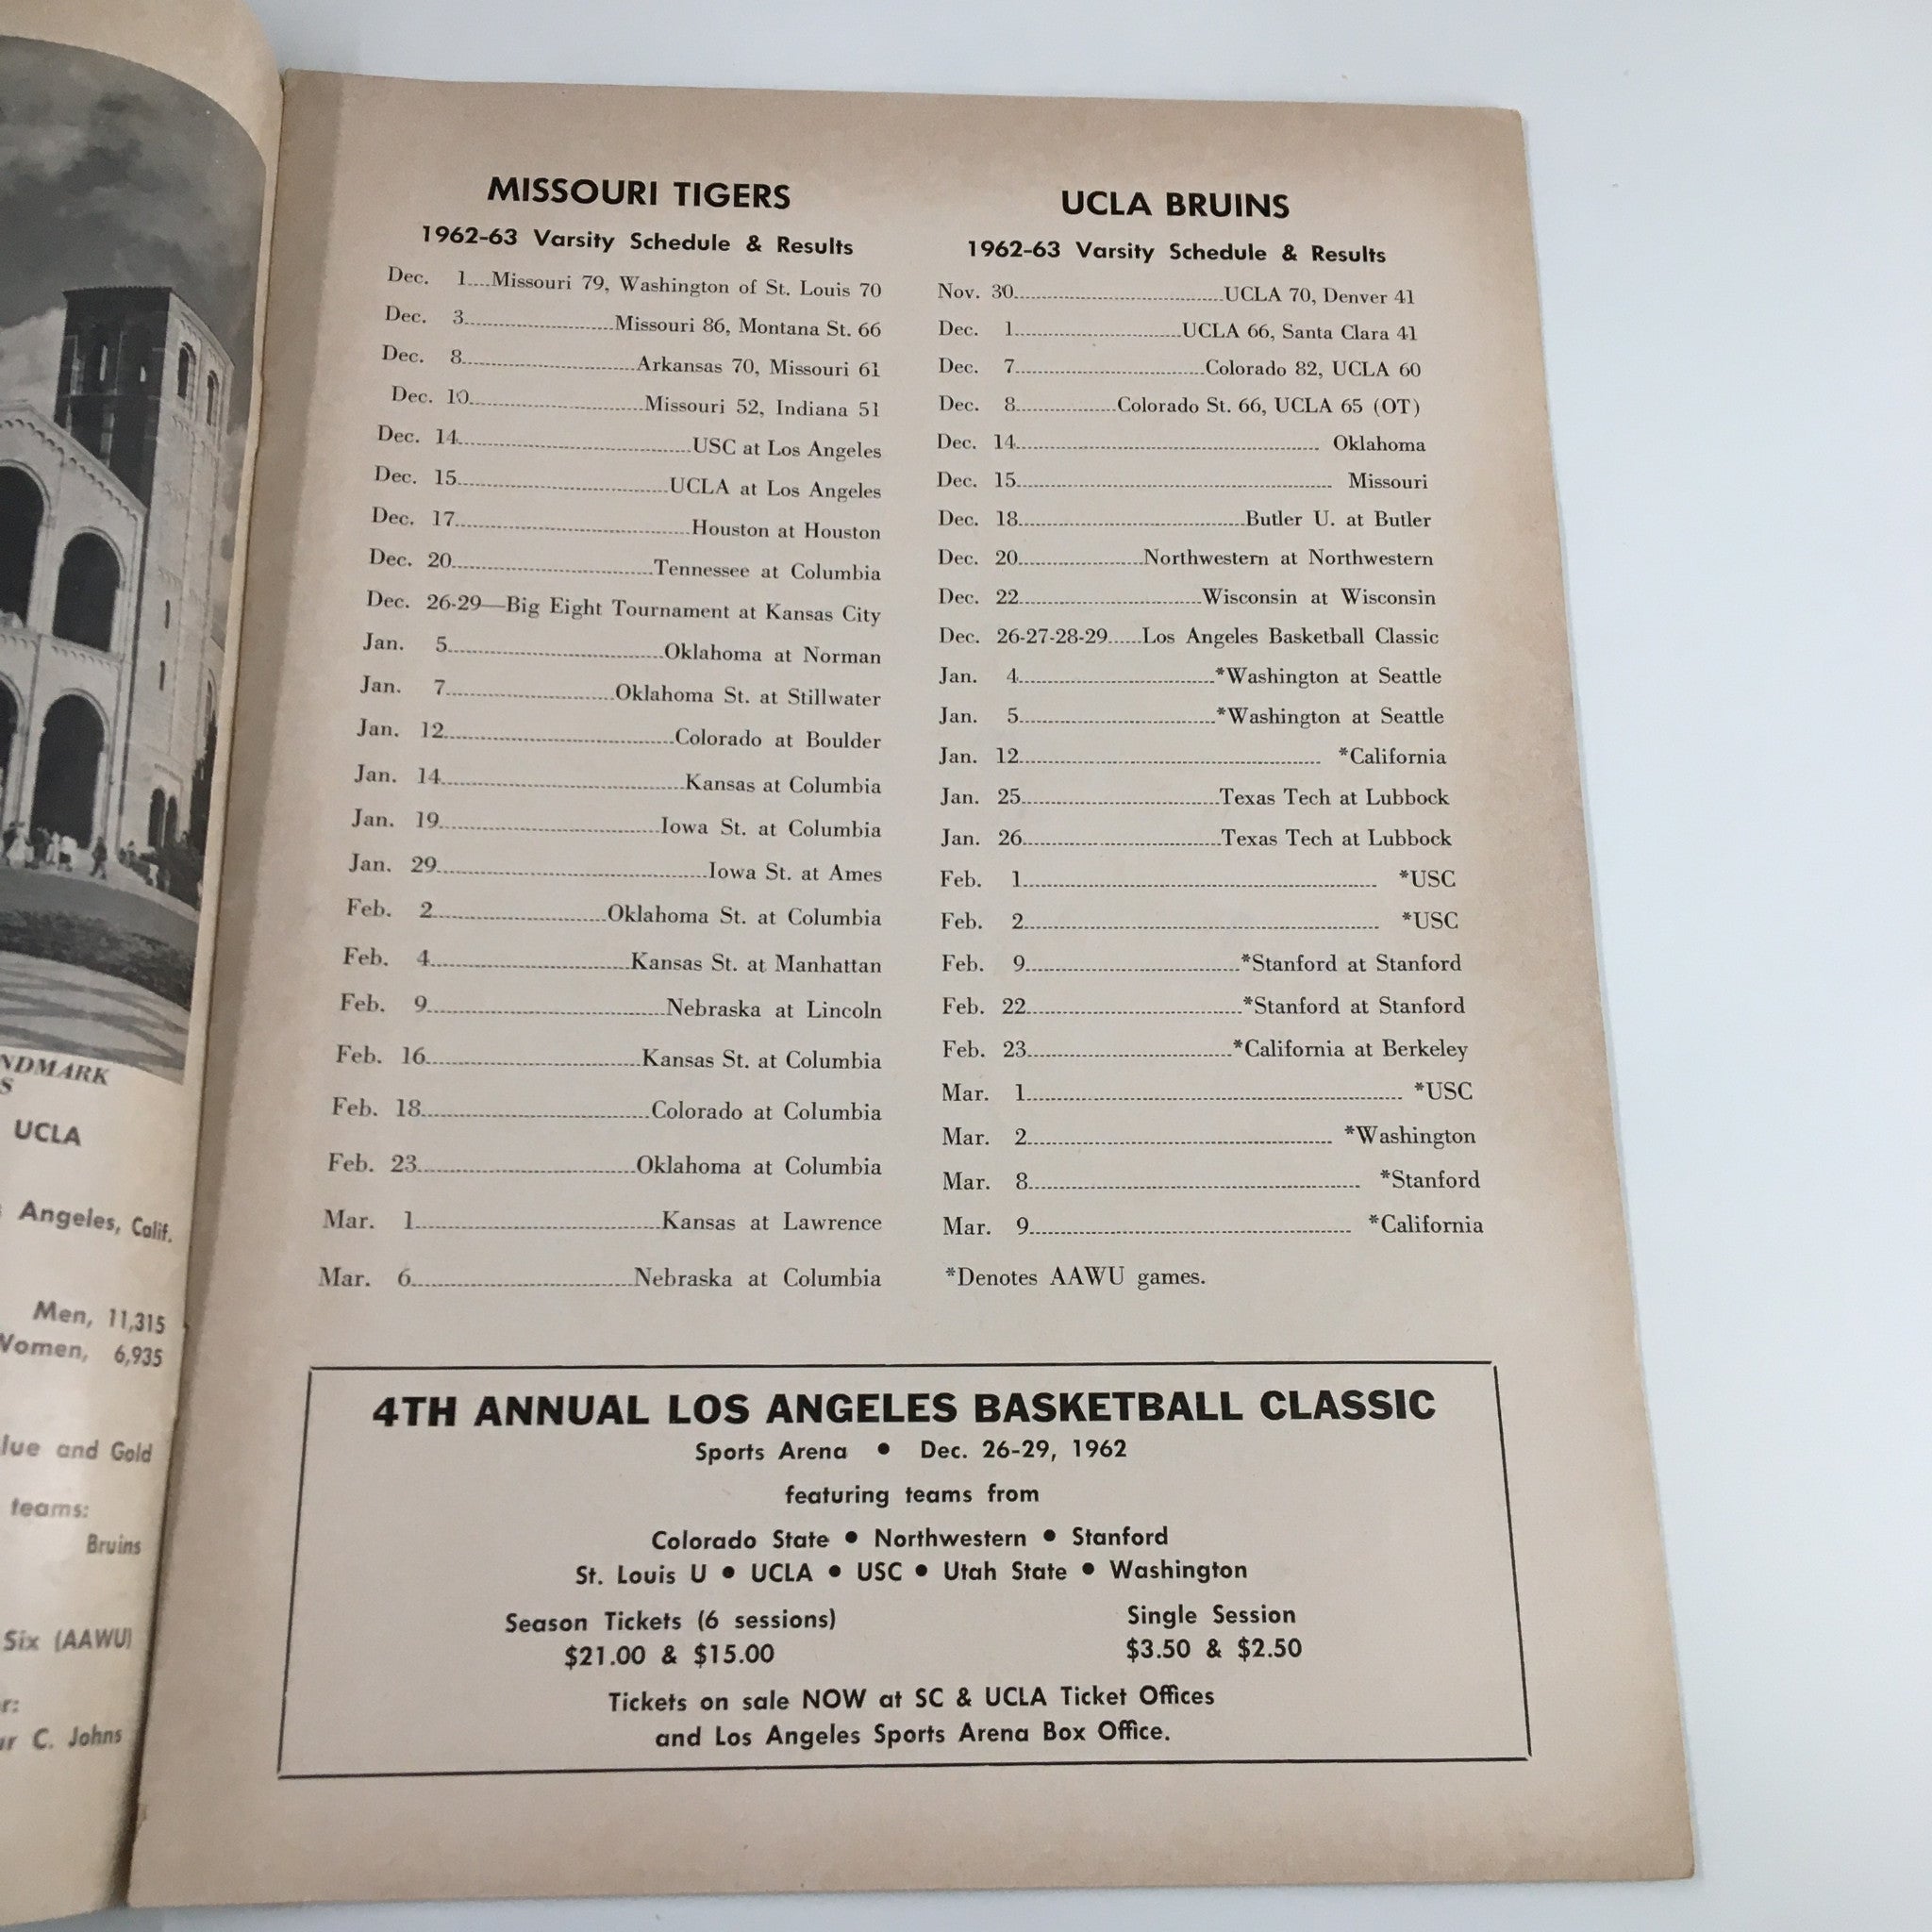 NDMARK
S
UCLA
Angeles, Calif.
Men, 11,315
Women, 6,935
lue and Gold
teams:
Bruins
Six (AAWU)
r:
ur C. Johns
MISSOURI TIGERS
1962-63 Varsity Schedule & Results
Dec. 1....Missouri 79, Washington of St. Louis 70
Dec. 3....Missouri 86, Montana St. 66
Dec. 8....Arkansas 70, Missouri 61
Dec. 10....Missouri 52, Indiana 51
Dec. 14....USC at Los Angeles
Dec. 15....UCLA at Los Angeles
Dec. 17....Houston at Houston
Dec. 20....Tennessee at Columbia
Dec. 26-29—Big Eight Tournament at Kansas City
Jan. 5....Oklahoma at Norman
Jan. 7....Oklahoma St. at Stillwater
Jan. 12....Colorado at Boulder
Jan. 14....Kansas at Columbia
Jan. 19....Iowa St. at Columbia
Jan. 29....Iowa St. at Ames
Feb. 2....Oklahoma St. at Columbia
Feb. 4....Kansas St. at Manhattan
Feb. 9....Nebraska at Lincoln
Feb. 16....Kansas St. at Columbia
Feb. 18....Colorado at Columbia
Feb. 23....Oklahoma at Columbia
Mar. 1....Kansas at Lawrence
Mar. 6....Nebraska at Columbia
UCLA BRUINS
1962-63 Varsity Schedule & Results
Nov. 30....UCLA 70, Denver 41
Dec. 1....UCLA 66, Santa Clara 41
Dec. 7....Colorado 82, UCLA 60
Dec. 8....Colorado St. 66, UCLA 65 (OT)
Dec. 14.... Oklahoma
Dec. 15.... Missouri
Dec. 18....Butler U. at Butler
Dec. 20....Northwestern at Northwestern
Dec. 22....Wisconsin at Wisconsin
Dec. 26-27-28-29......Los Angeles Basketball Classic
Jan. 4....*Washington at Seattle
Jan. 5....*Washington at Seattle
Jan. 12.... *California
Jan. 25....Texas Tech at Lubbock
Jan. 26....Texas Tech at Lubbock
Feb. 1.... *USC
Feb. 2.... *USC
Feb. 9....*Stanford at Stanford
Feb. 22....*Stanford at Stanford
Feb. 23....*California at Berkeley
Mar. 1.... *USC
Mar. 2.... *Washington
Mar. 8.... *Stanford
Mar. 9.... *California
*Denotes AAWU games.
4TH ANNUAL LOS ANGELES BASKETBALL CLASSIC
Sports Arena • Dec. 26-29, 1962
featuring teams from
Colorado State • Northwestern • Stanford
St. Louis U • UCLA • USC • Utah State • Washington
Season Tickets (6 sessions)
$21.00 & $15.00
Single Session
$3.50 & $2.50
Tickets on sale NOW at SC & UCLA Ticket Offices
and Los Angeles Sports Arena Box Office.